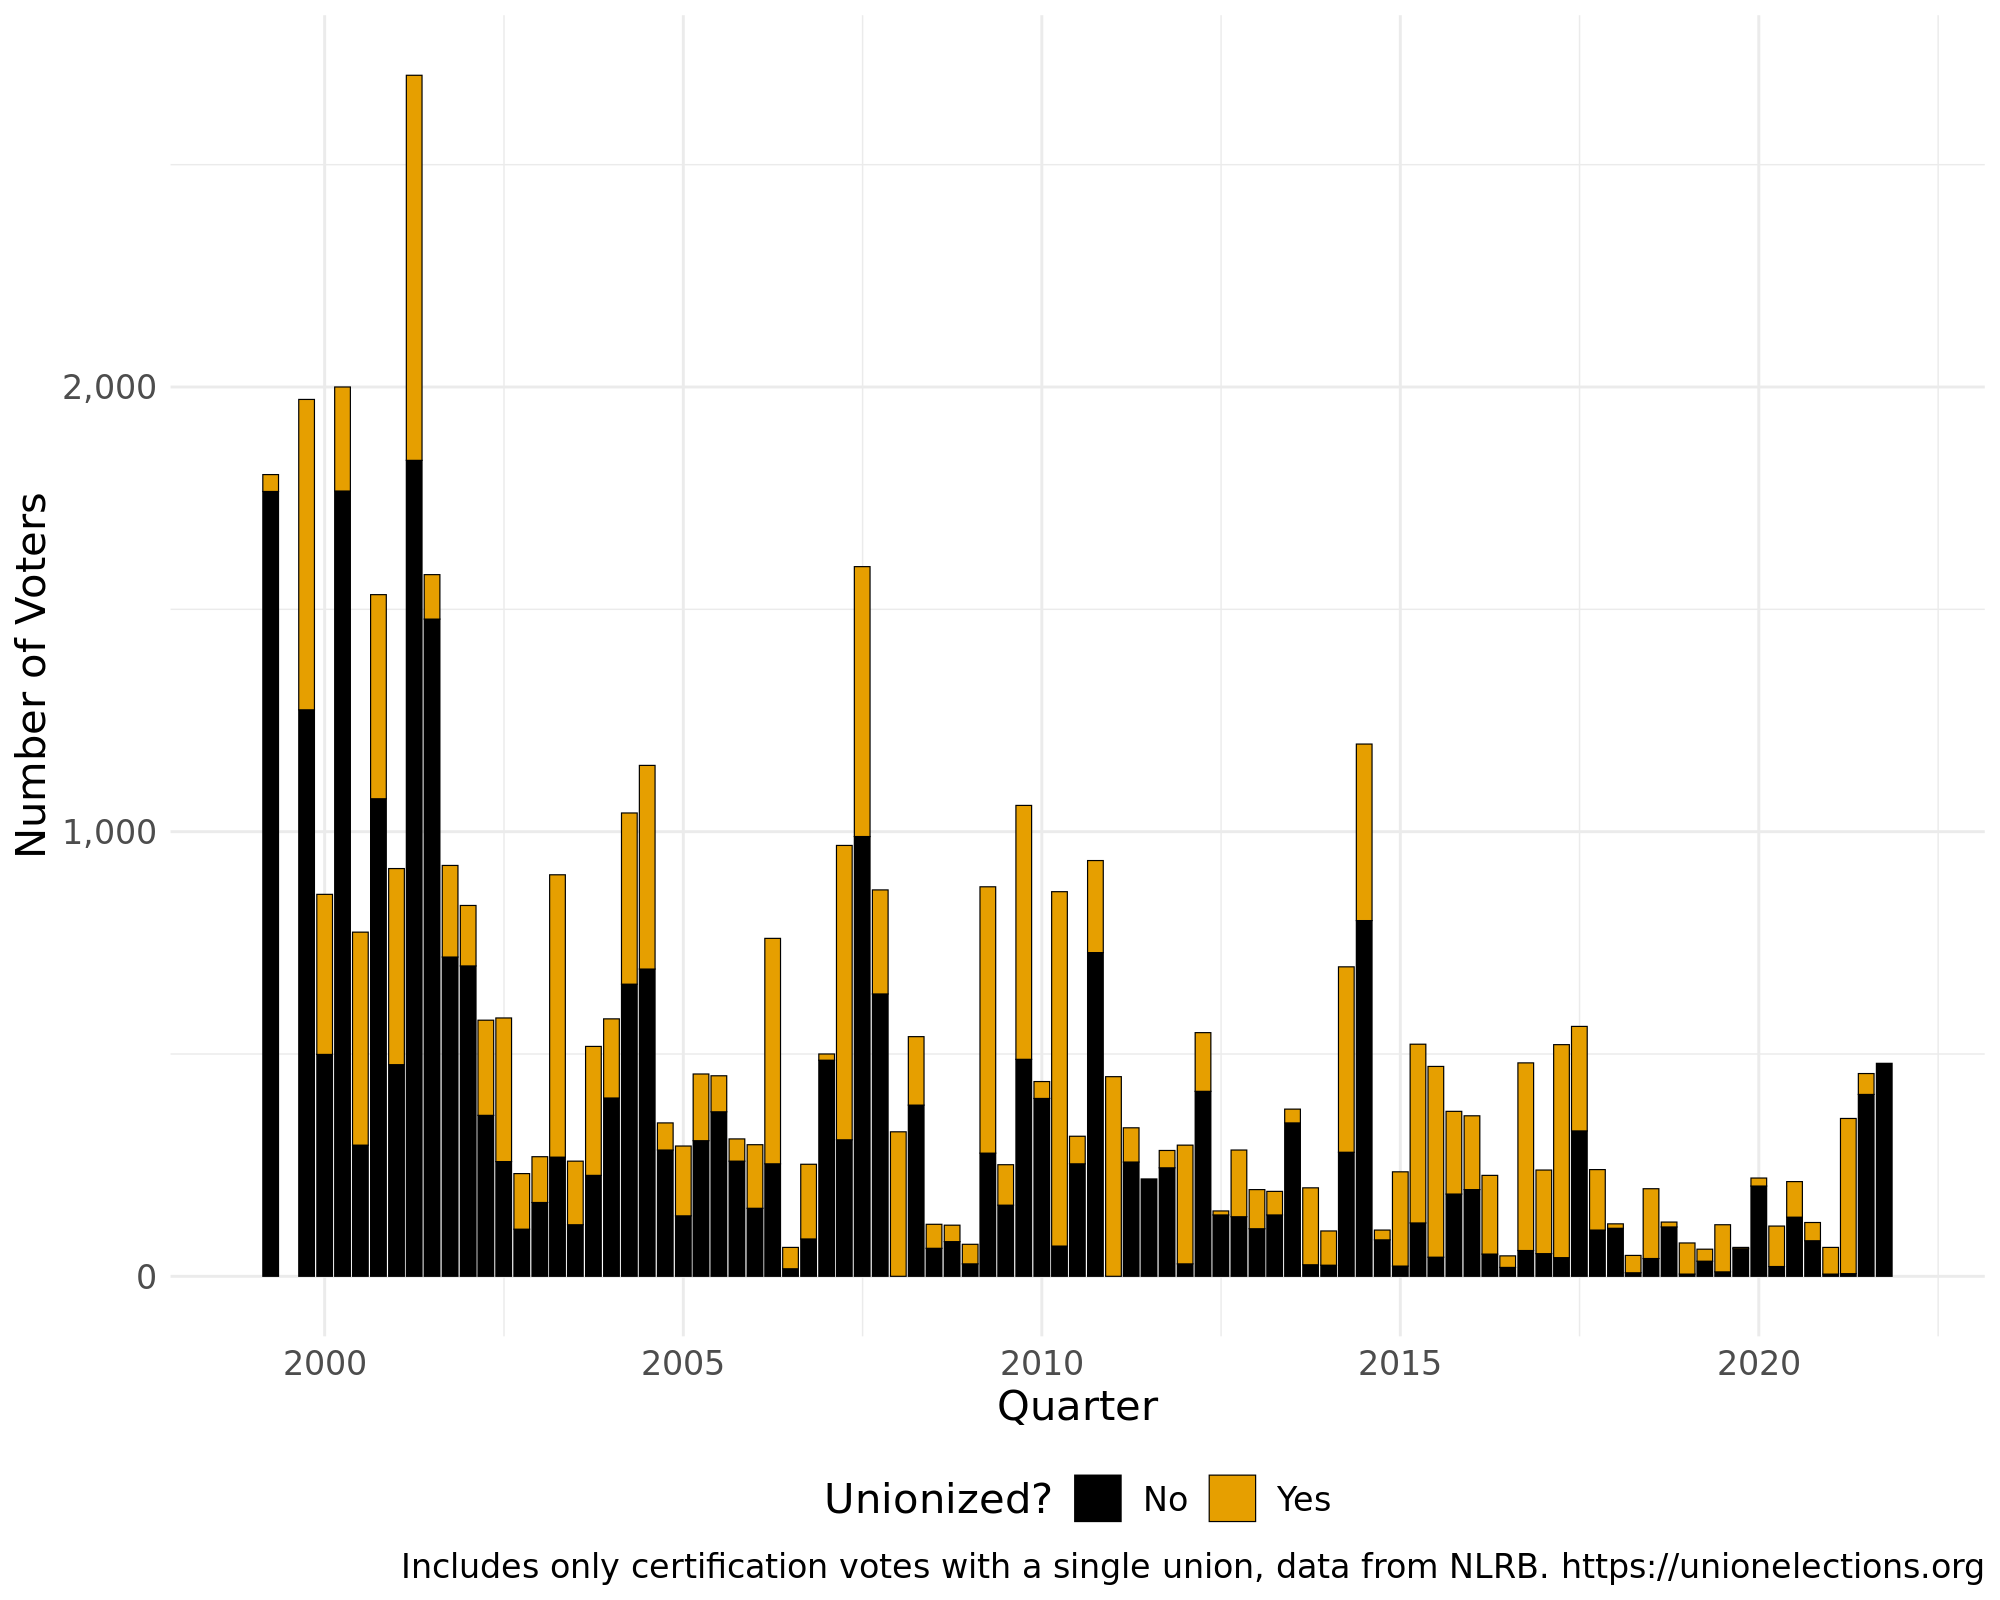 Number of Voters
2,000
1,000
0
2000 2005 2010 2015 2020
Quarter
Unionized? No Yes
Includes only certification votes with a single union, data from NLRB. https://unionelections.org